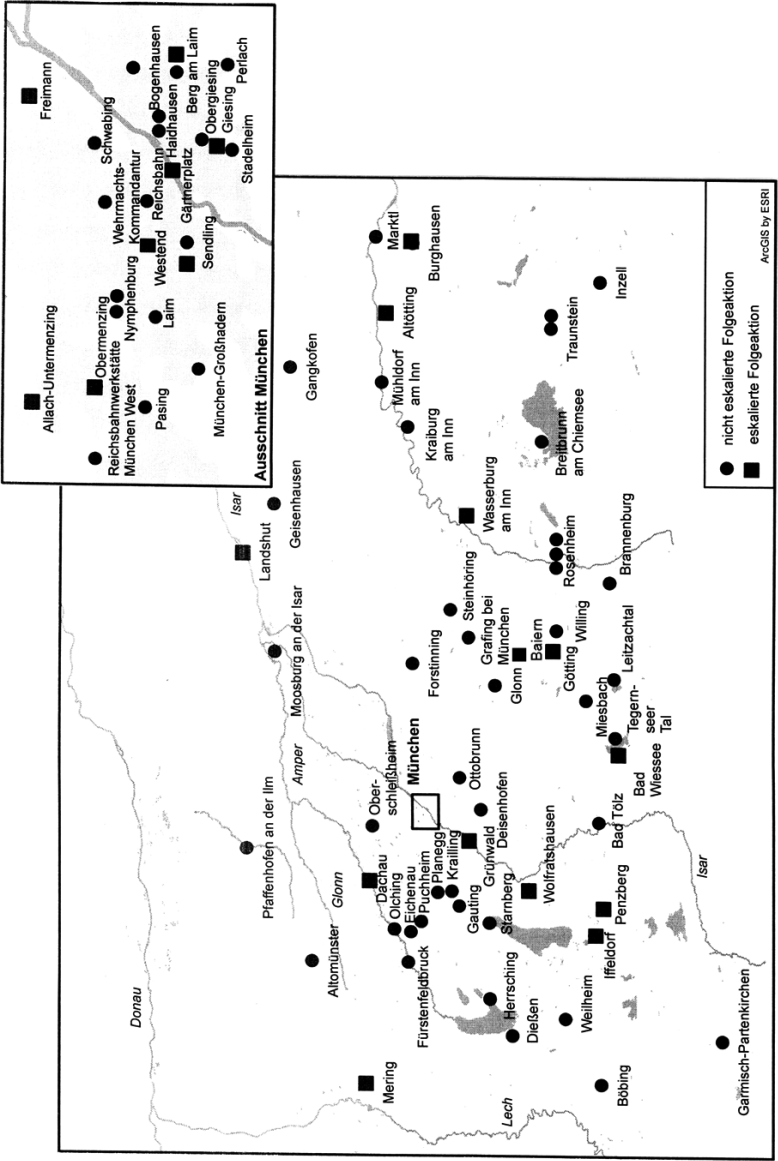 Freimann
Schwabing
Bogenhausen
Wehrmachts-
Kommandantur
Reichsbahn
Haidhausen
Berg am Laim
Gärtnerplatz
Obergiesing
Giesing
Perlach
Stadelheim
Westend
Sendling
Nymphenburg
Laim
Allach-Untermenzing
Obermenzing
Reichsbahnwerkstätte
München West
Pasing
München-Großhadern
Ausschnitt München
Donau
Isar
Landshut
Geisenhausen
Gangkofen
Moosburg an der Isar
Amper
Pfaffenhofen an der Ilm
Glonn
Altomünster
Mering
Lech
Marktl
Burghausen
Altötting
Mühldorf
am Inn
Kraiburg
am Inn
Wasserburg
am Inn
Steinhöring
Grafing bei
München
Forstinning
Glonn
Baiern
Götting
Willing
München
Ober-
schleißheim
Ottobrunn
Deisenhofen
Grünwald
Dachau
Olching
Eichenau
Puchheim
Planegg
Krailling
Gauting
Starnberg
Fürstenfeldbruck
Herrsching
Dießen
Weilheim
Böbing
Garmisch-Partenkirchen
Wolfratshausen
Penzberg
Iffeldorf
Bad Tölz
Isar
Bad
Wiessee
Tegern-
seer
Tal
Miesbach
Leitzachtal
Brannenburg
Rosenheim
Breitbrunn
am Chiemsee
Traunstein
Inzell
nicht eskalierte Folgeaktion
eskalierte Folgeaktion
ArcGIS by ESRI